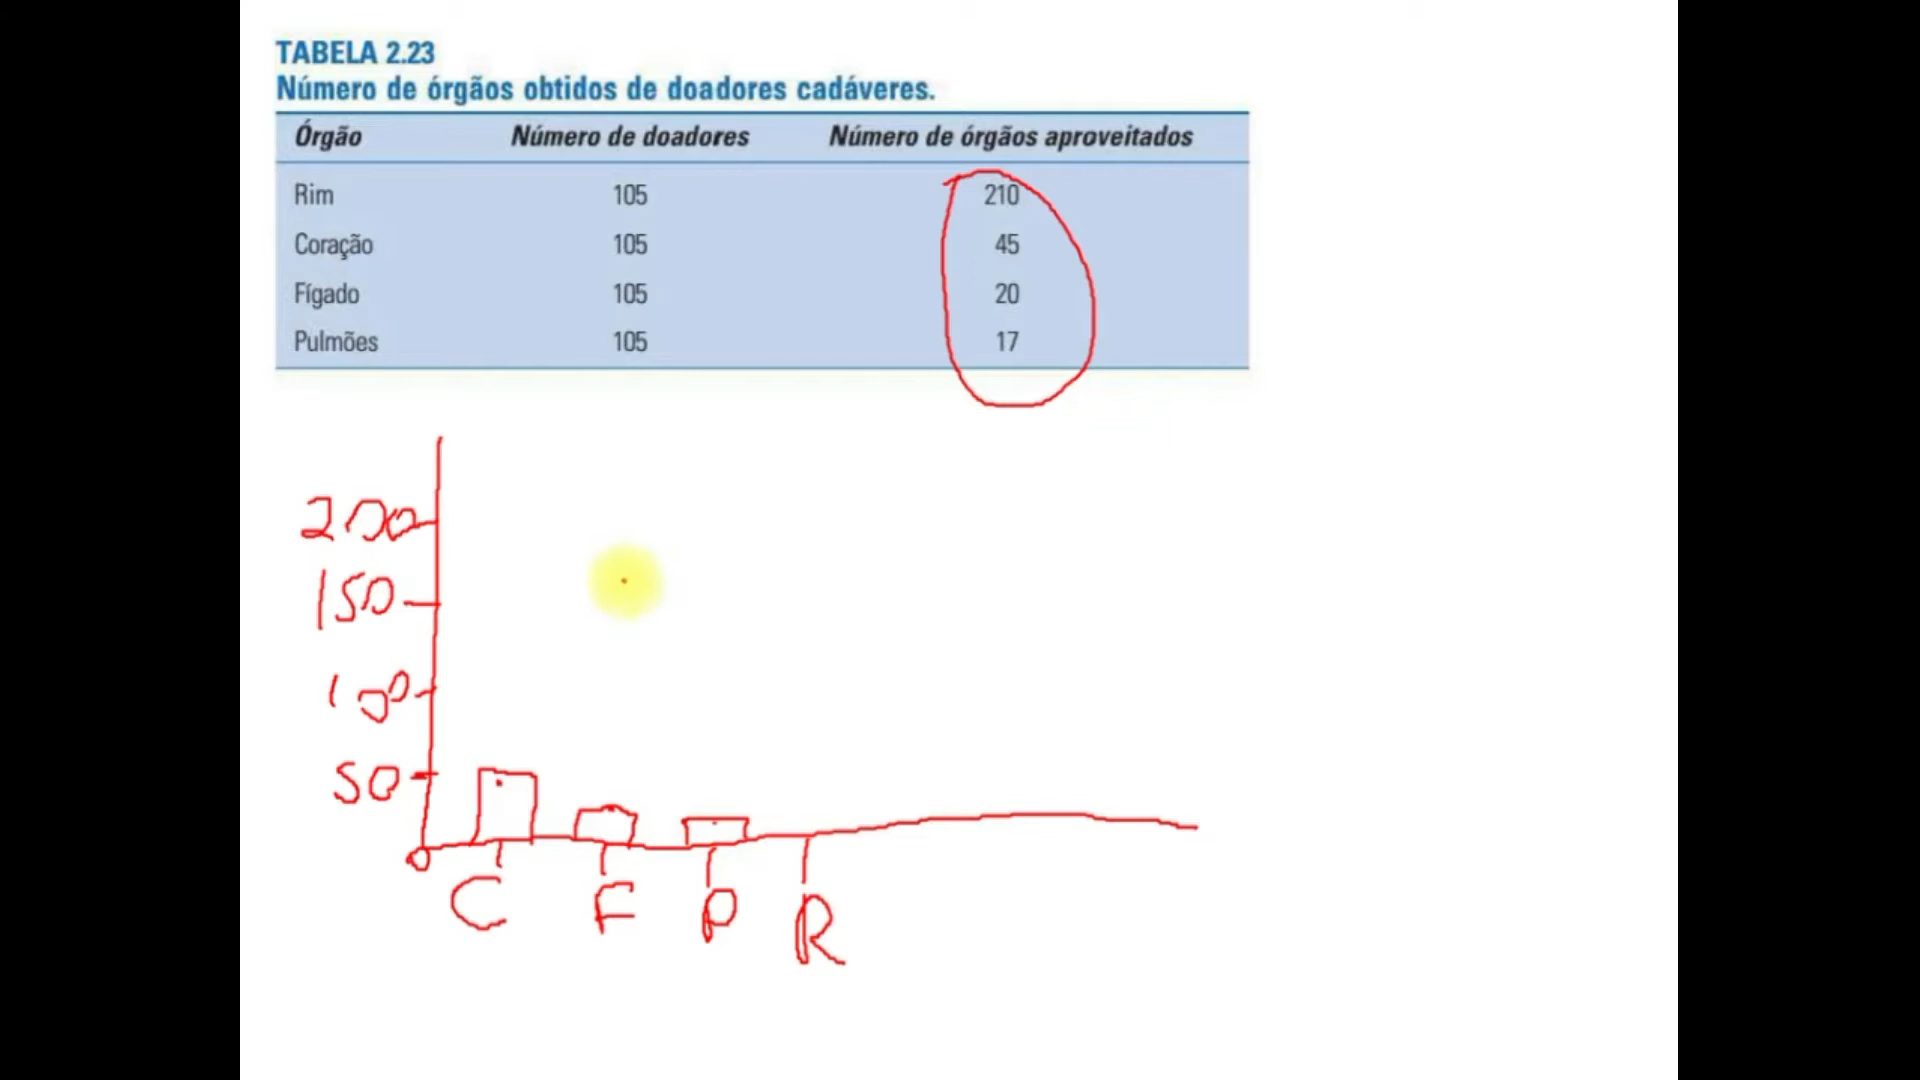 TABELA 2.23
Número de órgãos obtidos de doadores cadáveres.
Órgão Número de doadores Número de órgãos aproveitados
Rim 105 210
Coração 105 45
Fígado 105 20
Pulmões 105 17
200
150
100
50
0
C F P R